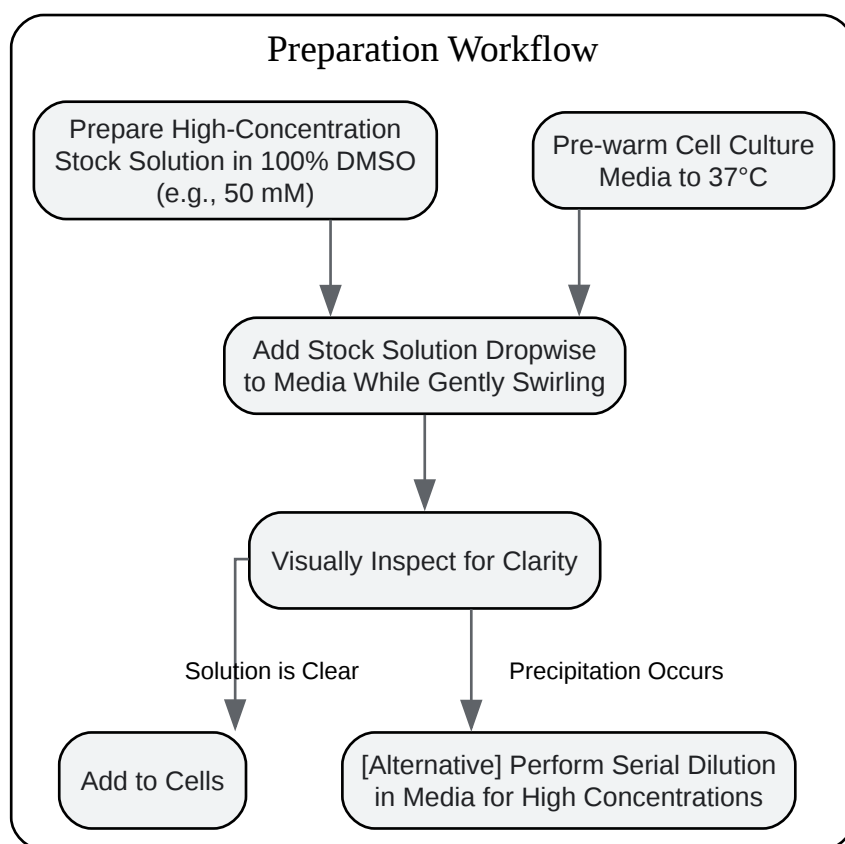 Preparation Workflow
Prepare High-Concentration
Stock Solution in 100% DMSO
(e.g., 50 mM)
Pre-warm Cell Culture
Media to 37°C
Add Stock Solution Dropwise
to Media While Gently Swirling
Visually Inspect for Clarity
Solution is Clear
Precipitation Occurs
Add to Cells
[Alternative] Perform Serial Dilution
in Media for High Concentrations